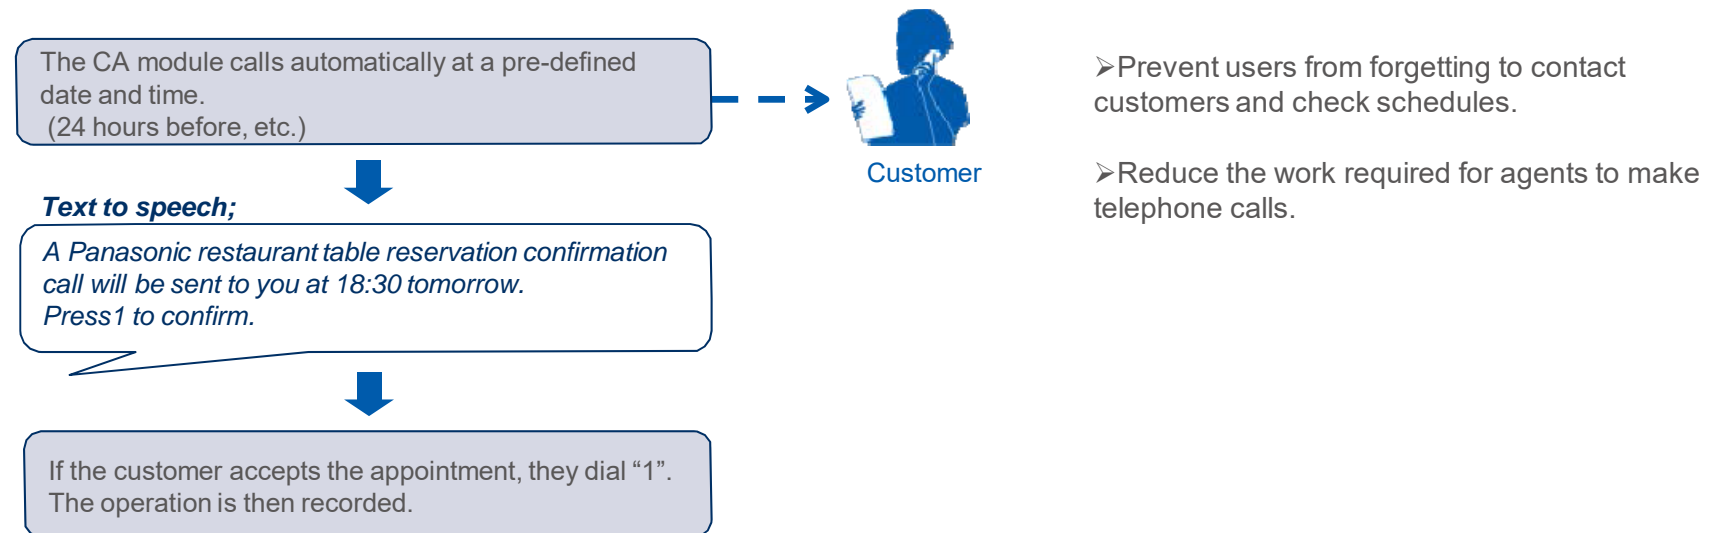 The CA module calls automatically at a pre-defined
date and time.
(24 hours before, etc.)
Customer
➢Prevent users from forgetting to contact
customers and check schedules.
➢Reduce the work required for agents to make
telephone calls.
Text to speech;
A Panasonic restaurant table reservation confirmation
call will be sent to you at 18:30 tomorrow.
Press1 to confirm.
If the customer accepts the appointment, they dial “1”.
The operation is then recorded.